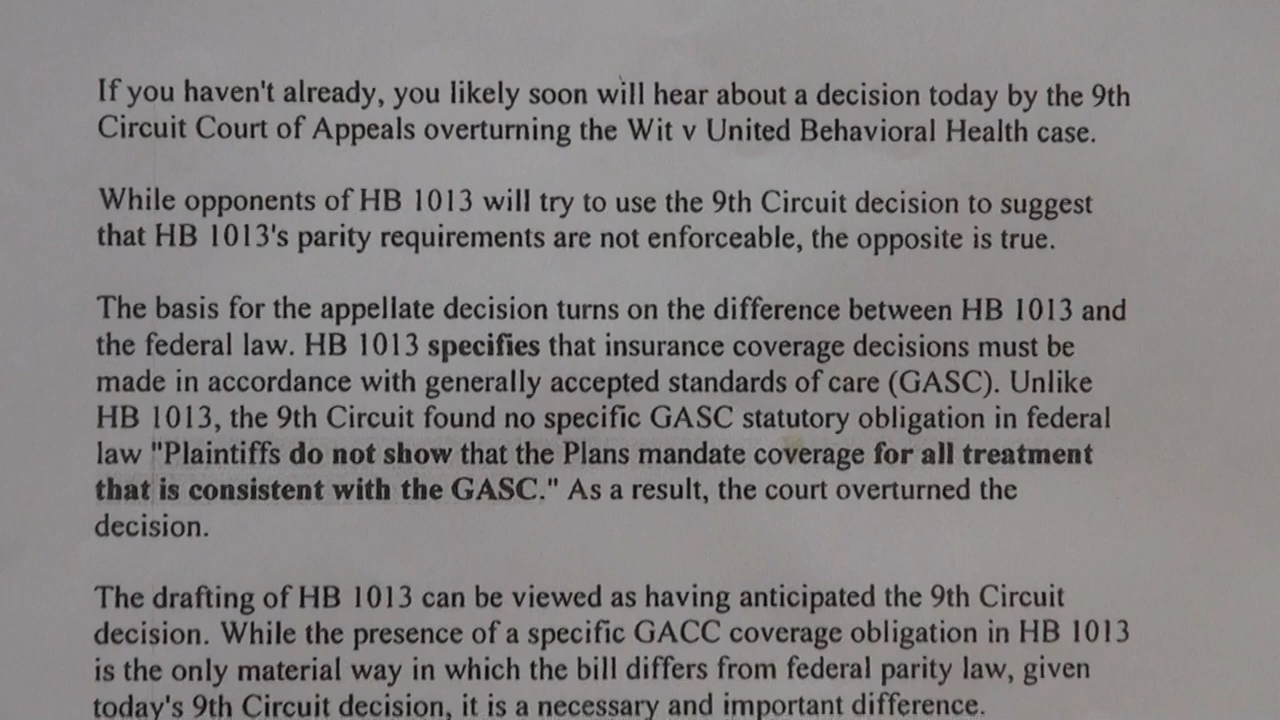 If you haven't already, you likely soon will hear about a decision today by the 9th
Circuit Court of Appeals overturning the Wit v United Behavioral Health case.
While opponents of HB 1013 will try to use the 9th Circuit decision to suggest
that HB 1013's parity requirements are not enforceable, the opposite is true.
The basis for the appellate decision turns on the difference between HB 1013 and
the federal law. HB 1013 specifies that insurance coverage decisions must be
made in accordance with generally accepted standards of care (GASC). Unlike
HB 1013, the 9th Circuit found no specific GASC statutory obligation in federal
law "Plaintiffs do not show that the Plans mandate coverage for all treatment
that is consistent with the GASC." As a result, the court overturned the
decision.
The drafting of HB 1013 can be viewed as having anticipated the 9th Circuit
decision. While the presence of a specific GACC coverage obligation in HB 1013
is the only material way in which the bill differs from federal parity law, given
today's 9th Circuit decision, it is a necessary and important difference.